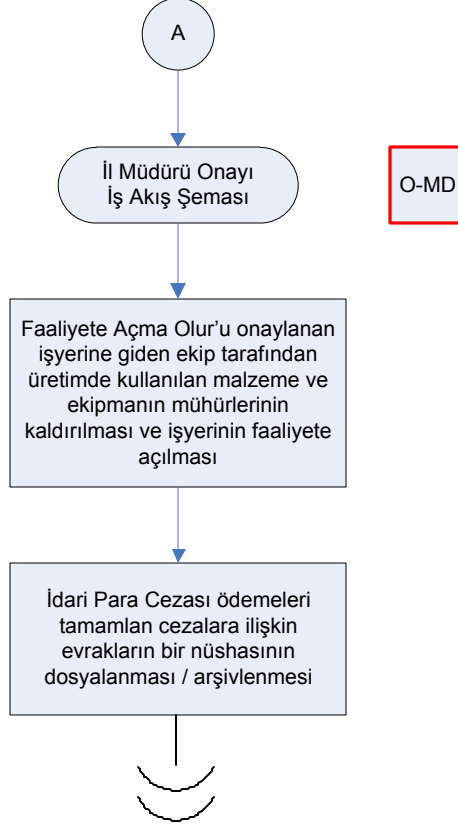 A
İl Müdürü Onayı
İş Akış Şeması
O-MD
Faaliyete Açma Olur’u onaylanan
işyerine giden ekip tarafından
üretimde kullanılan malzeme ve
ekipmanın mühürlerinin
kaldırılması ve işyerinin faaliyete
açılması
İdari Para Cezası ödemeleri
tamamlan cezalara ilişkin
evrakların bir nüshasının
dosyalanması / arşivlenmesi